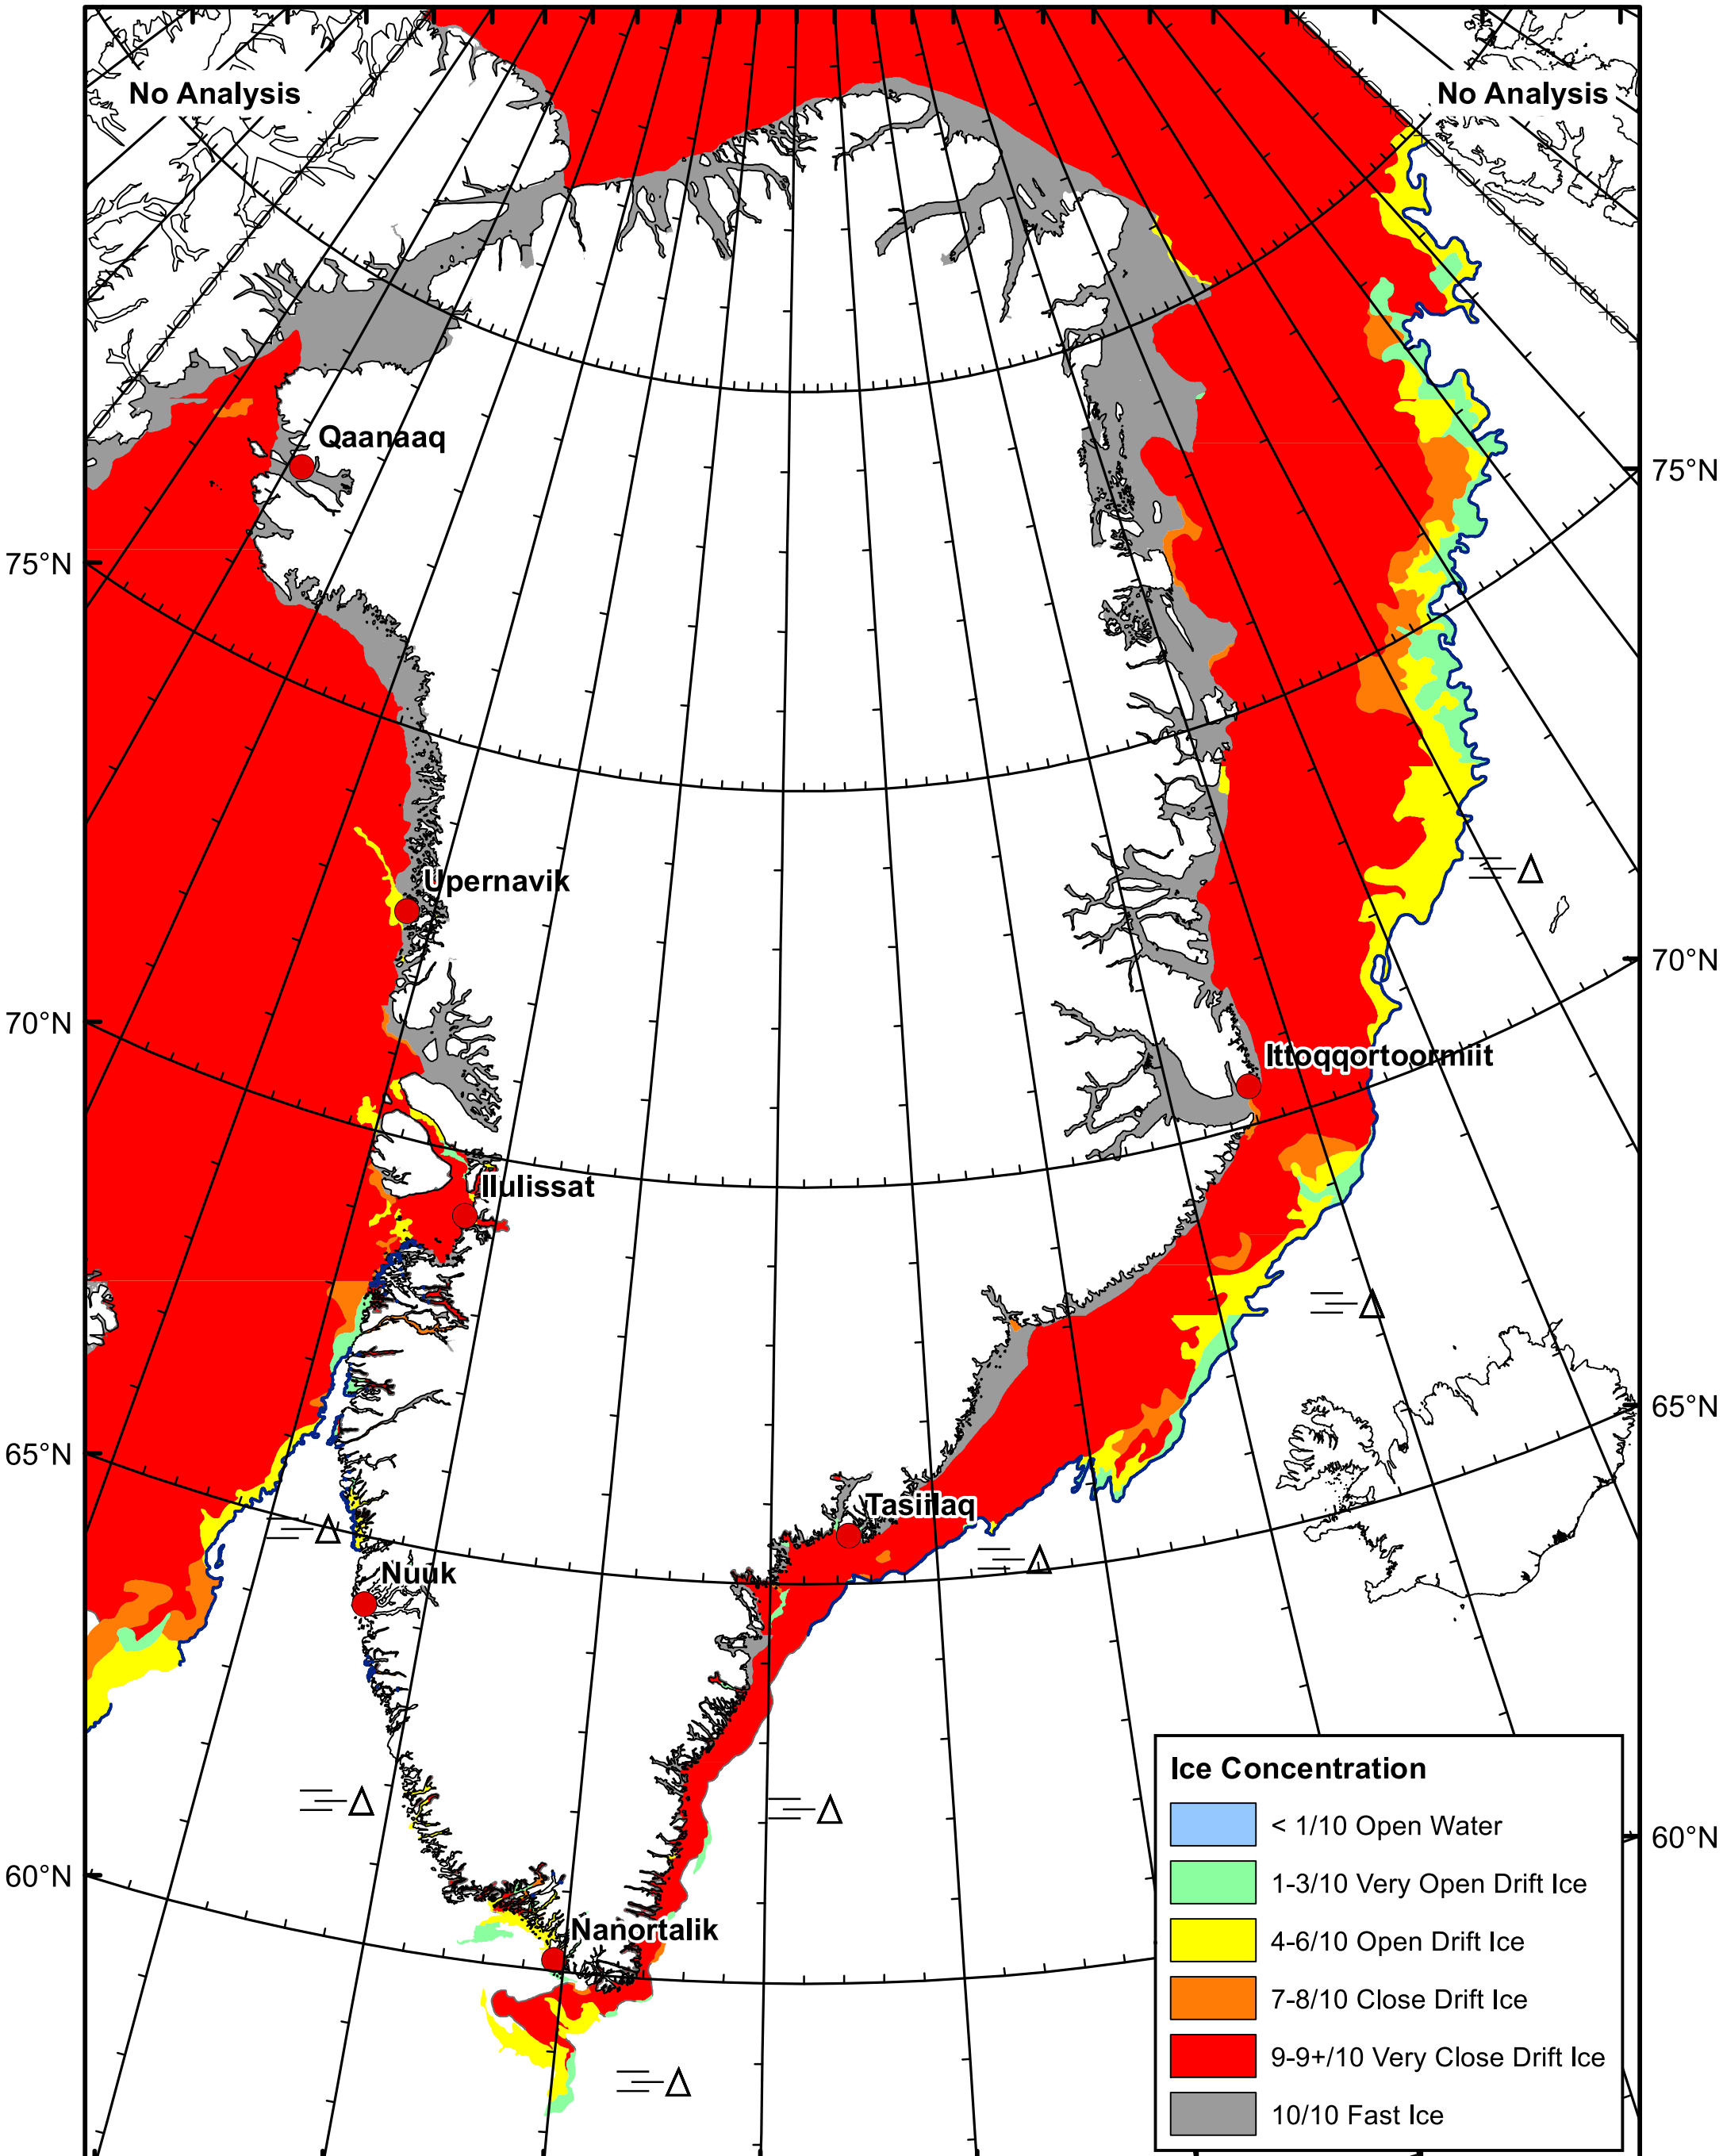 No Analysis
No Analysis
Qaanaaq
75°N
75°N
Upernavik
70°N
70°N
Ittoqqortoormiit
Ilulissat
65°N
65°N
Tasiilaq
Nuuk
60°N
60°N
Nanortalik
Ice Concentration
< 1/10 Open Water
1-3/10 Very Open Drift Ice
4-6/10 Open Drift Ice
7-8/10 Close Drift Ice
9-9+/10 Very Close Drift Ice
10/10 Fast Ice